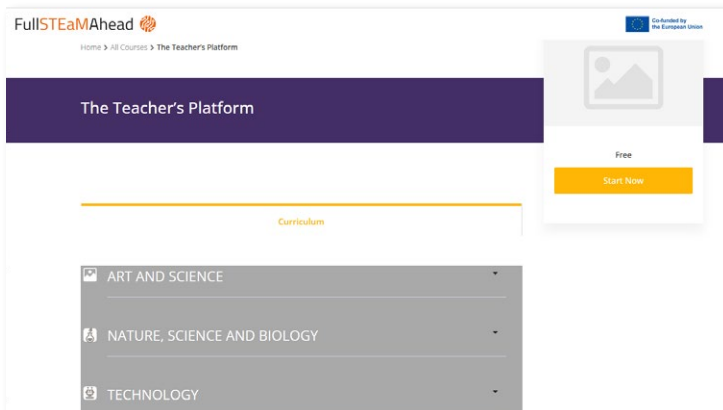 FullSTEaMAhead
Co-funded by
the European Union
Home > All Courses > The Teacher's Platform
The Teacher's Platform
Free
Start Now
Curriculum
ART AND SCIENCE
NATURE, SCIENCE AND BIOLOGY
TECHNOLOGY